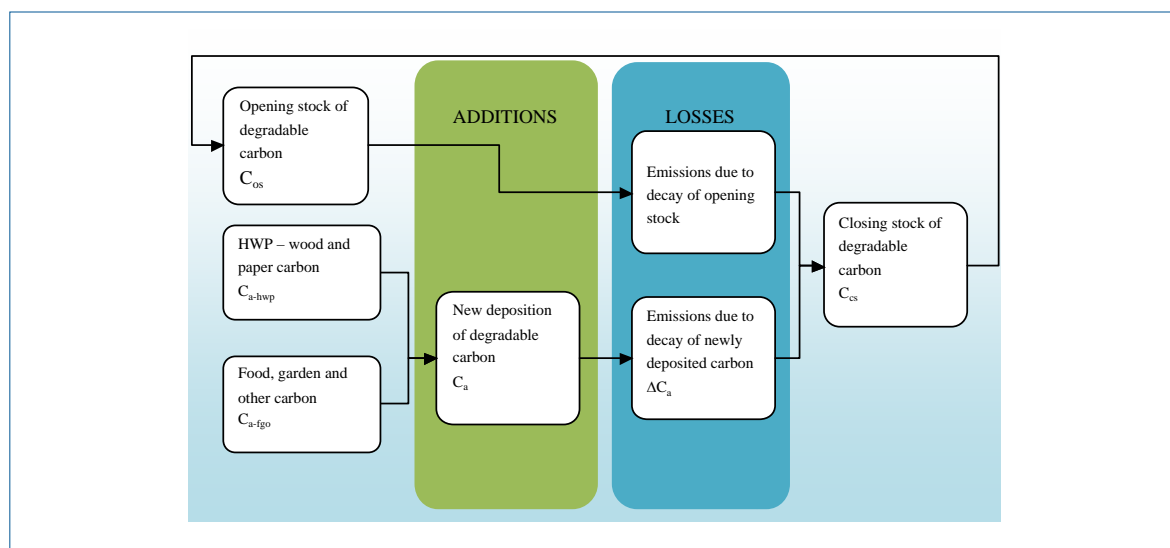 Opening stock of
degradable
carbon
Cos
HWP – wood and
paper carbon
Ca-hwp
Food, garden and
other carbon
Ca-fgo
ADDITIONS
New deposition
of degradable
carbon
Ca
LOSSES
Emissions due to
decay of opening
stock
Emissions due to
decay of newly
deposited carbon
ΔCa
Closing stock of
degradable
carbon
Ccs